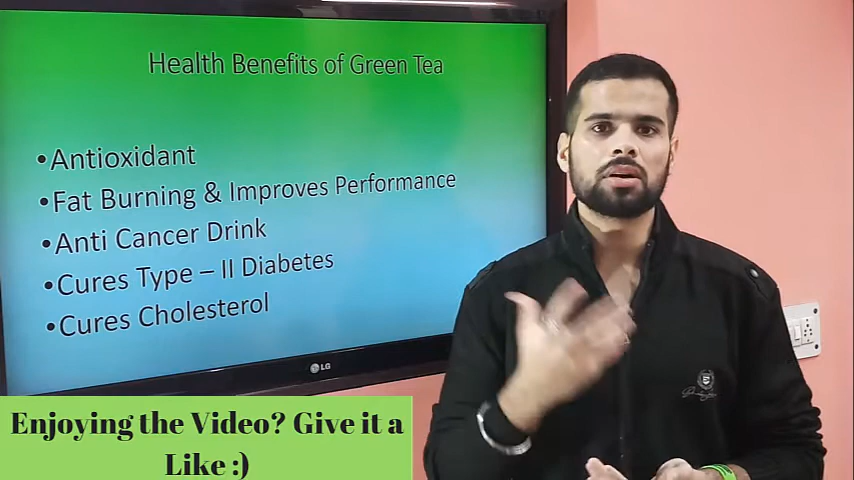 Health Benefits of Green Tea
•Antioxidant
•Fat Burning & Improves Performance
•Anti Cancer Drink
•Cures Type – II Diabetes
•Cures Cholesterol
LG
Enjoying the Video? Give it a
Like :)